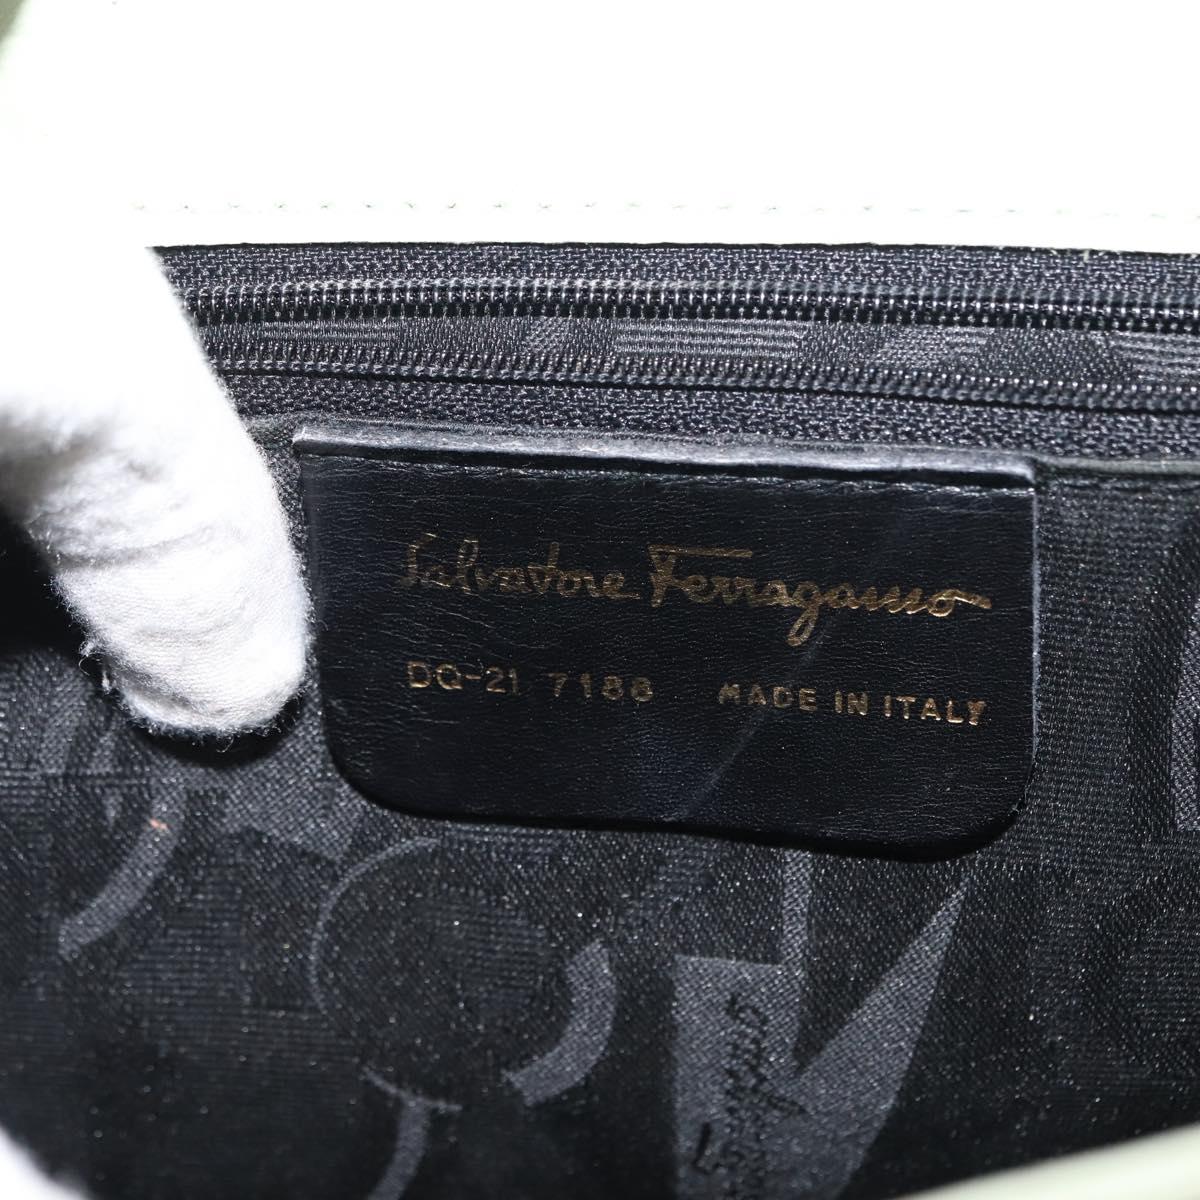 Salvatore Ferragamo
DQ-21 7188 MADE IN ITALY